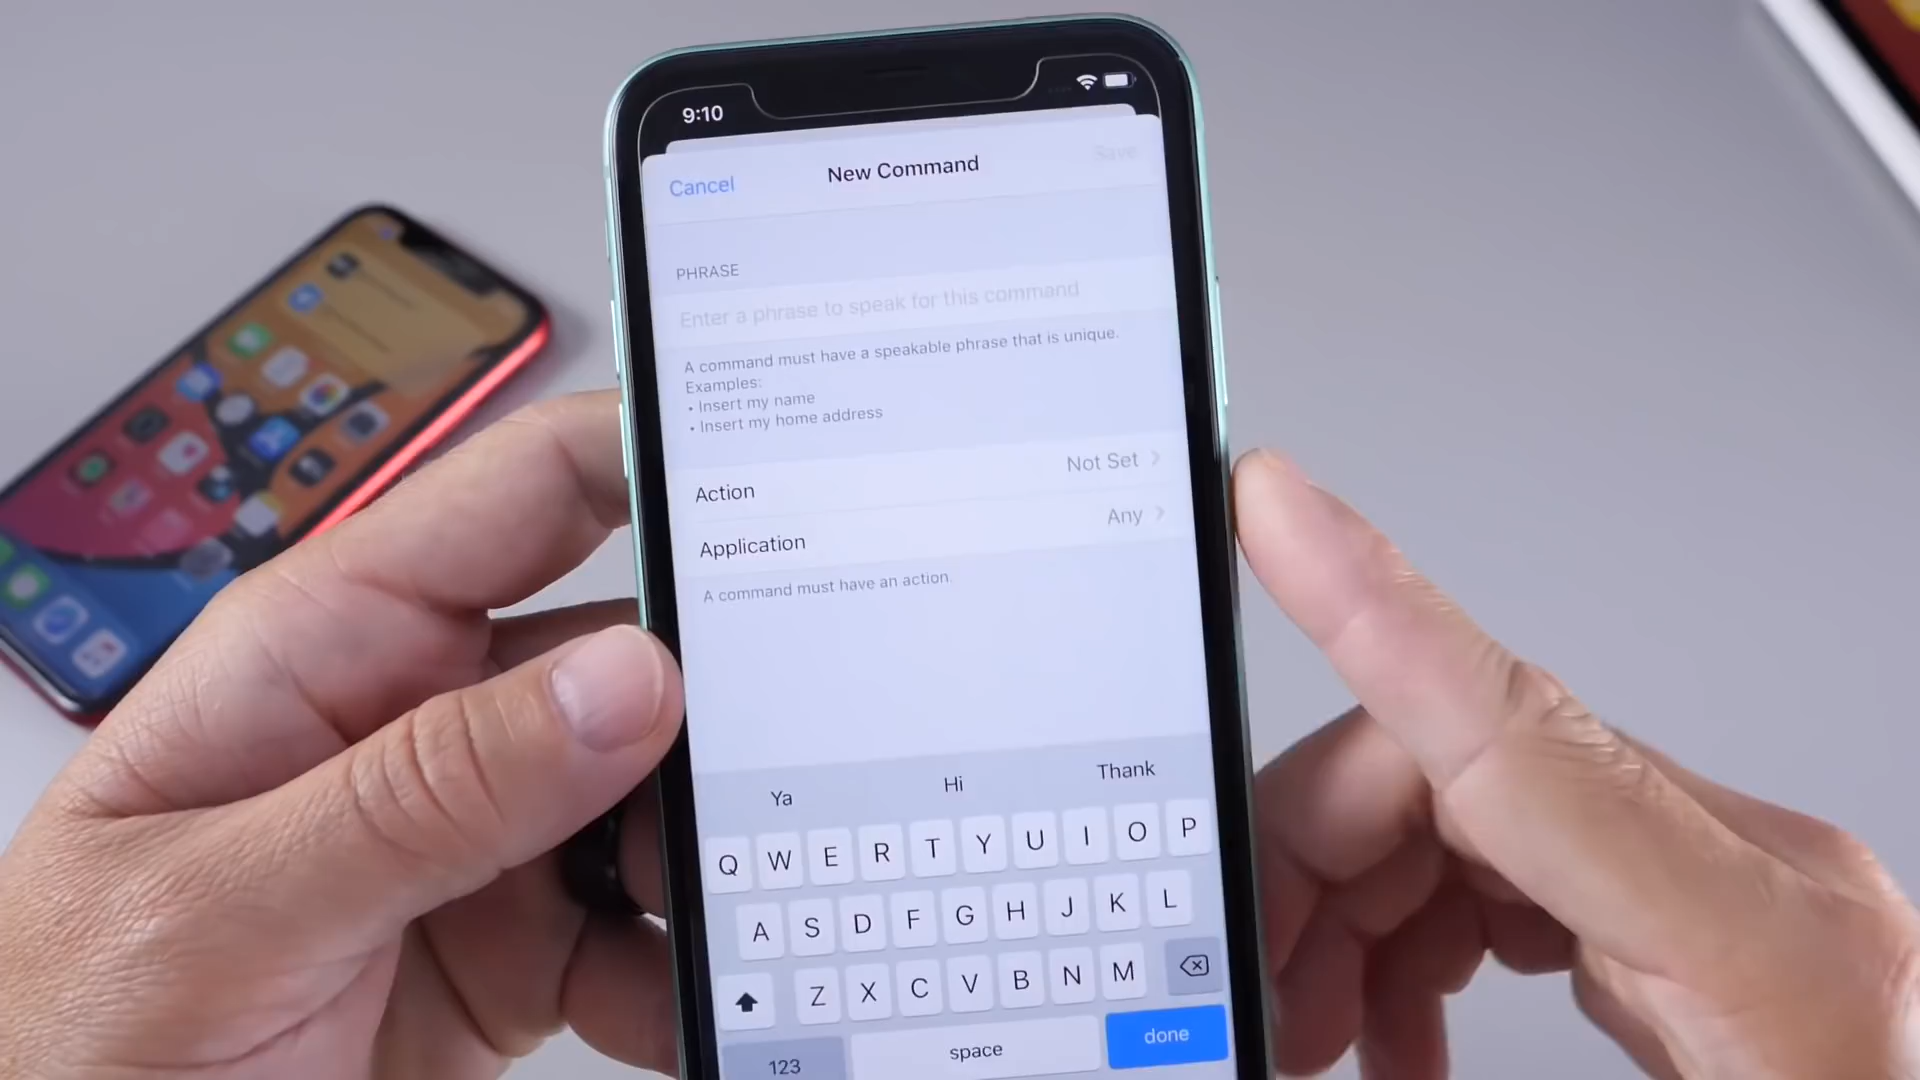 9:10
Cancel
New Command
Save
PHRASE
Enter a phrase to speak for this command
A command must have a speakable phrase that is unique.
Examples:
• Insert my name
• Insert my home address
Action
Not Set
Application
Any
A command must have an action.
Ya
Hi
Thank
Q W E R T Y U I O P
A S D F G H J K L
Z X C V B N M
123
space
done